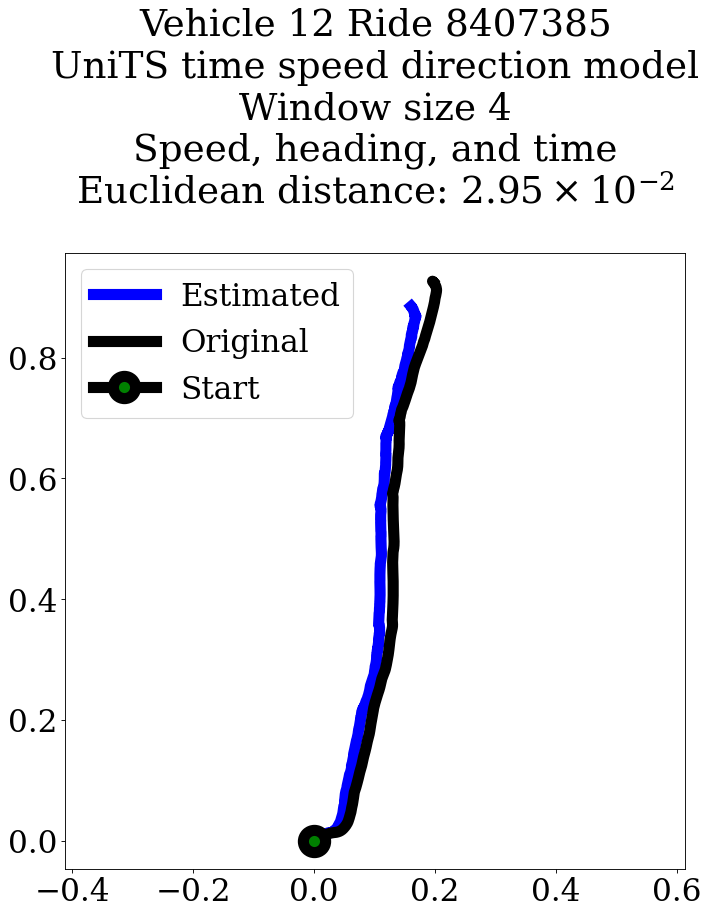 Vehicle 12 Ride 8407385
UniTS time speed direction model
Window size 4
Speed, heading, and time
Euclidean distance: 2.95 × 10⁻²
Estimated
Original
Start
0.8
0.6
0.4
0.2
0.0
−0.4 −0.2 0.0 0.2 0.4 0.6